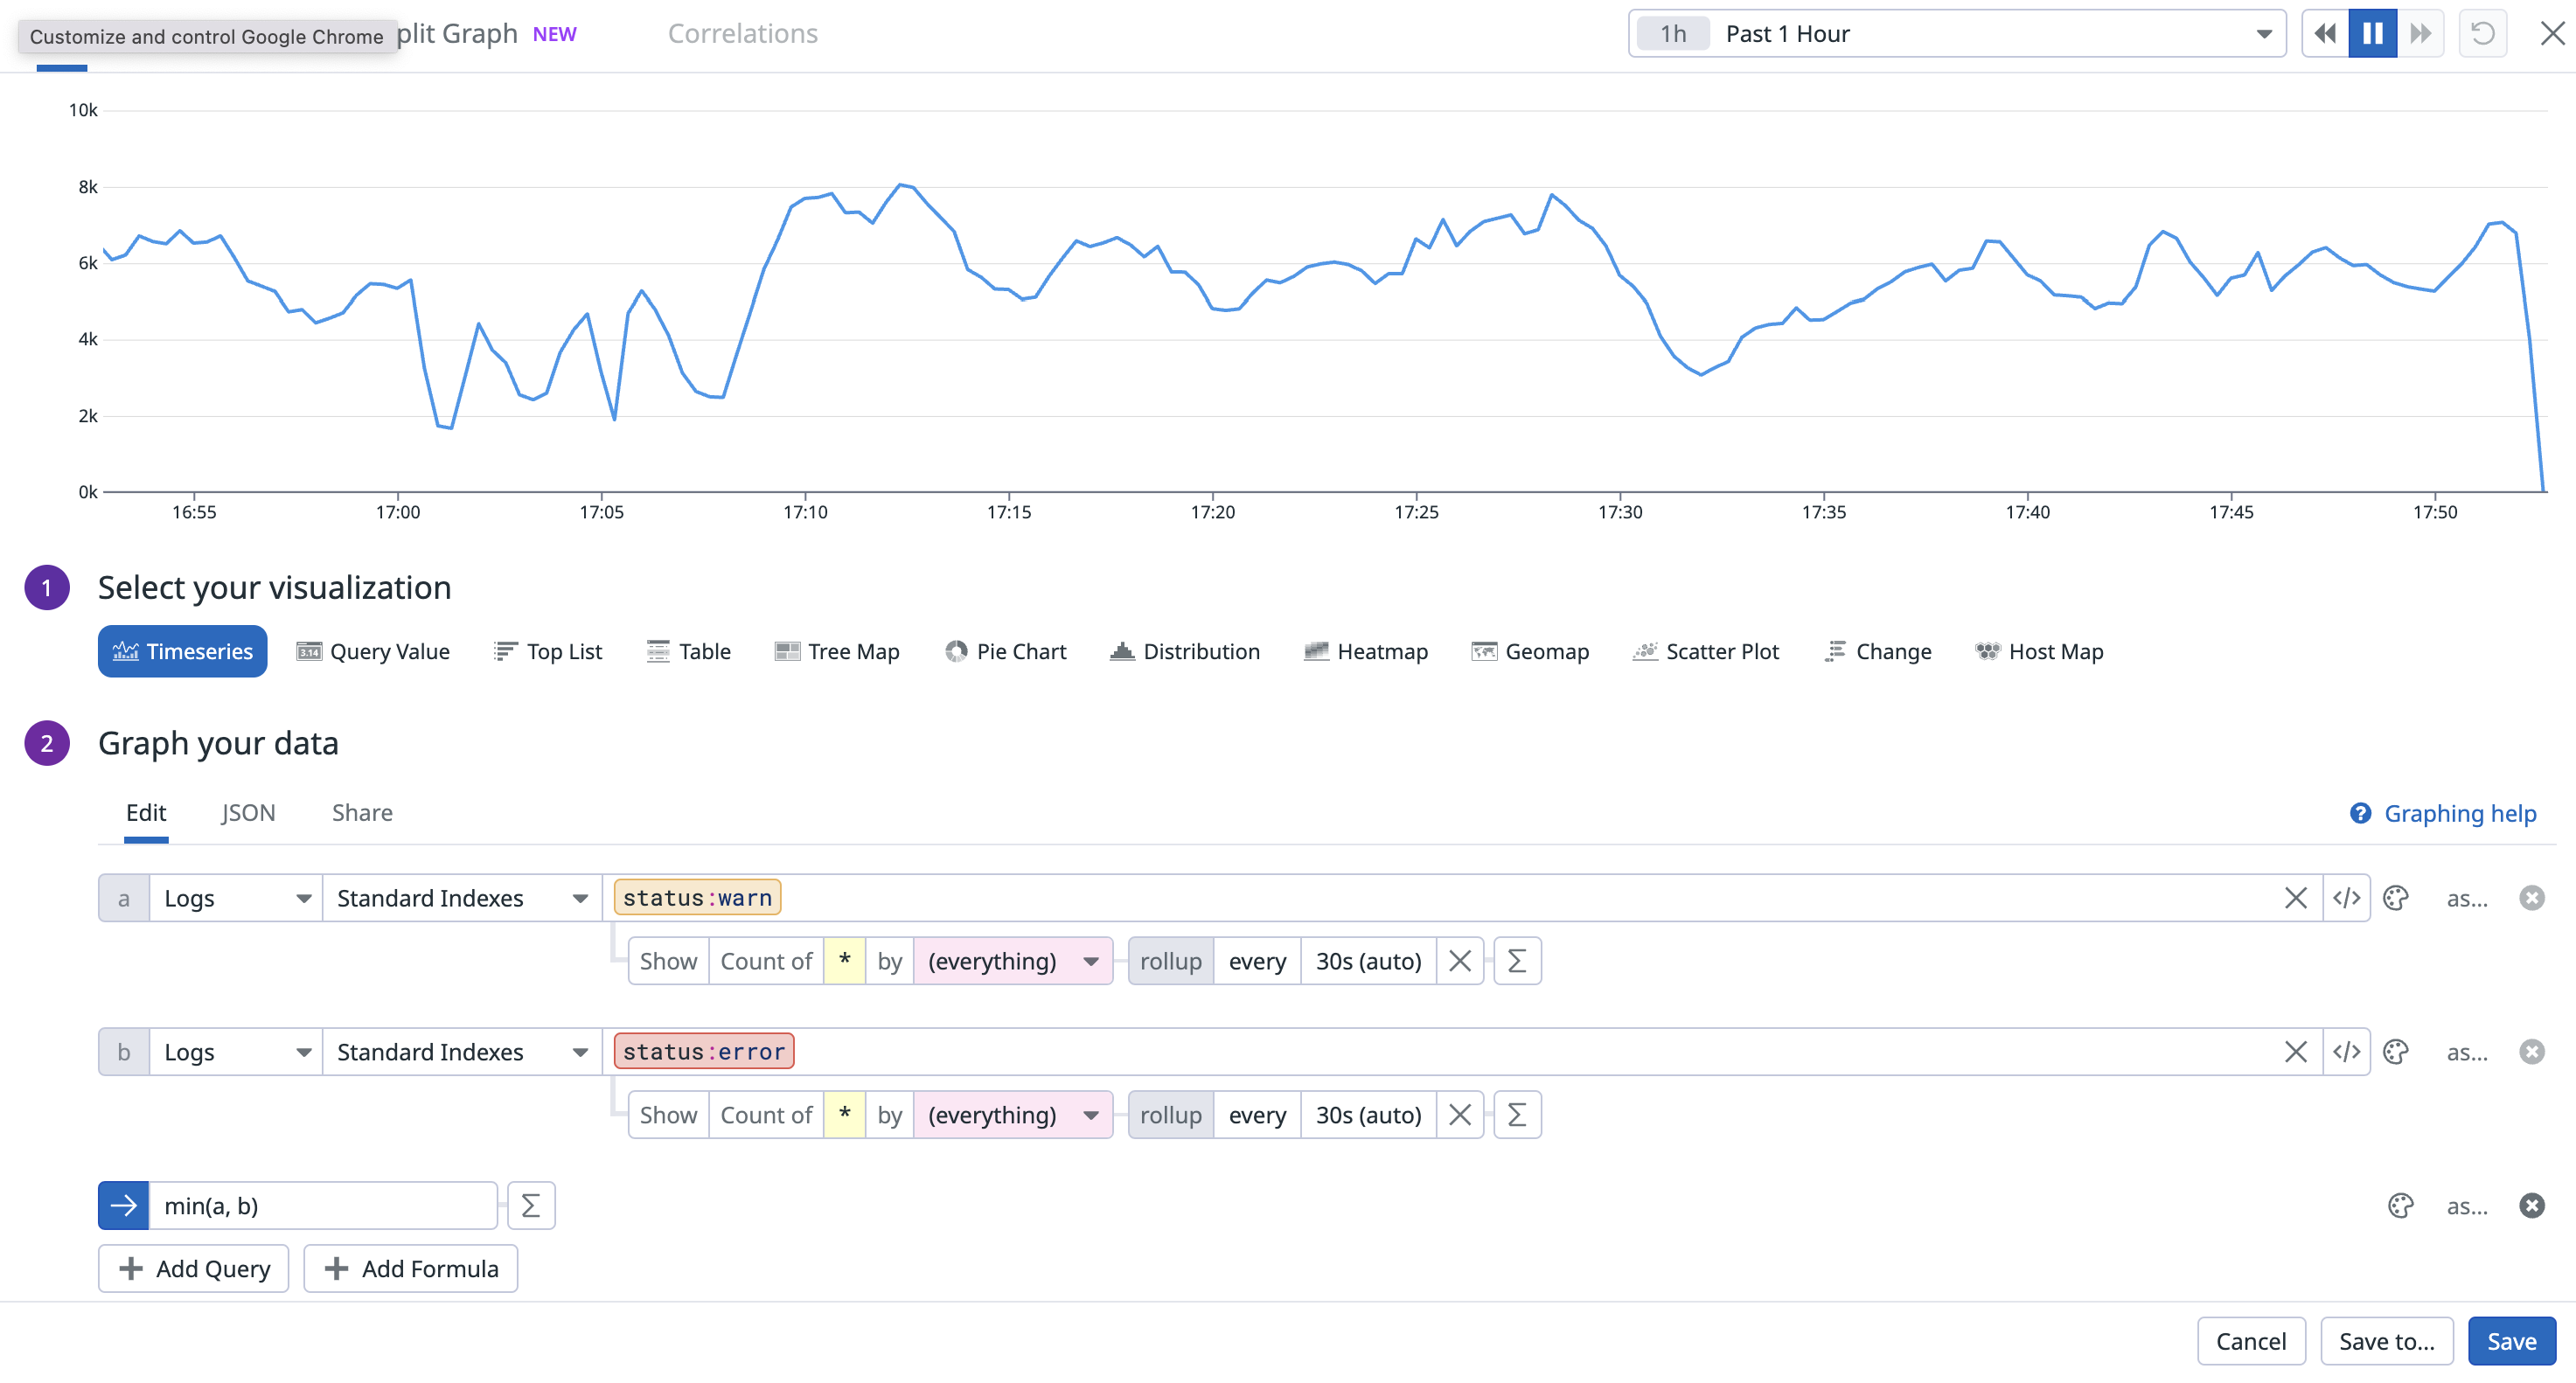 Customize and control Google Chrome plit Graph NEW Correlations 1h Past 1 Hour
10k
8k
6k
4k
2k
0k
16:55 17:00 17:05 17:10 17:15 17:20 17:25 17:30 17:35 17:40 17:45 17:50
1 Select your visualization
Timeseries 3.14 Query Value Top List Table Tree Map Pie Chart Distribution Heatmap Geomap Scatter Plot Change Host Map
2 Graph your data
Edit JSON Share ? Graphing help
a Logs Standard Indexes status:warn </> as...
Show Count of * by (everything) rollup every 30s (auto) Σ
b Logs Standard Indexes status:error </> as...
Show Count of * by (everything) rollup every 30s (auto) Σ
min(a, b) Σ as...
+ Add Query + Add Formula
Cancel Save to... Save